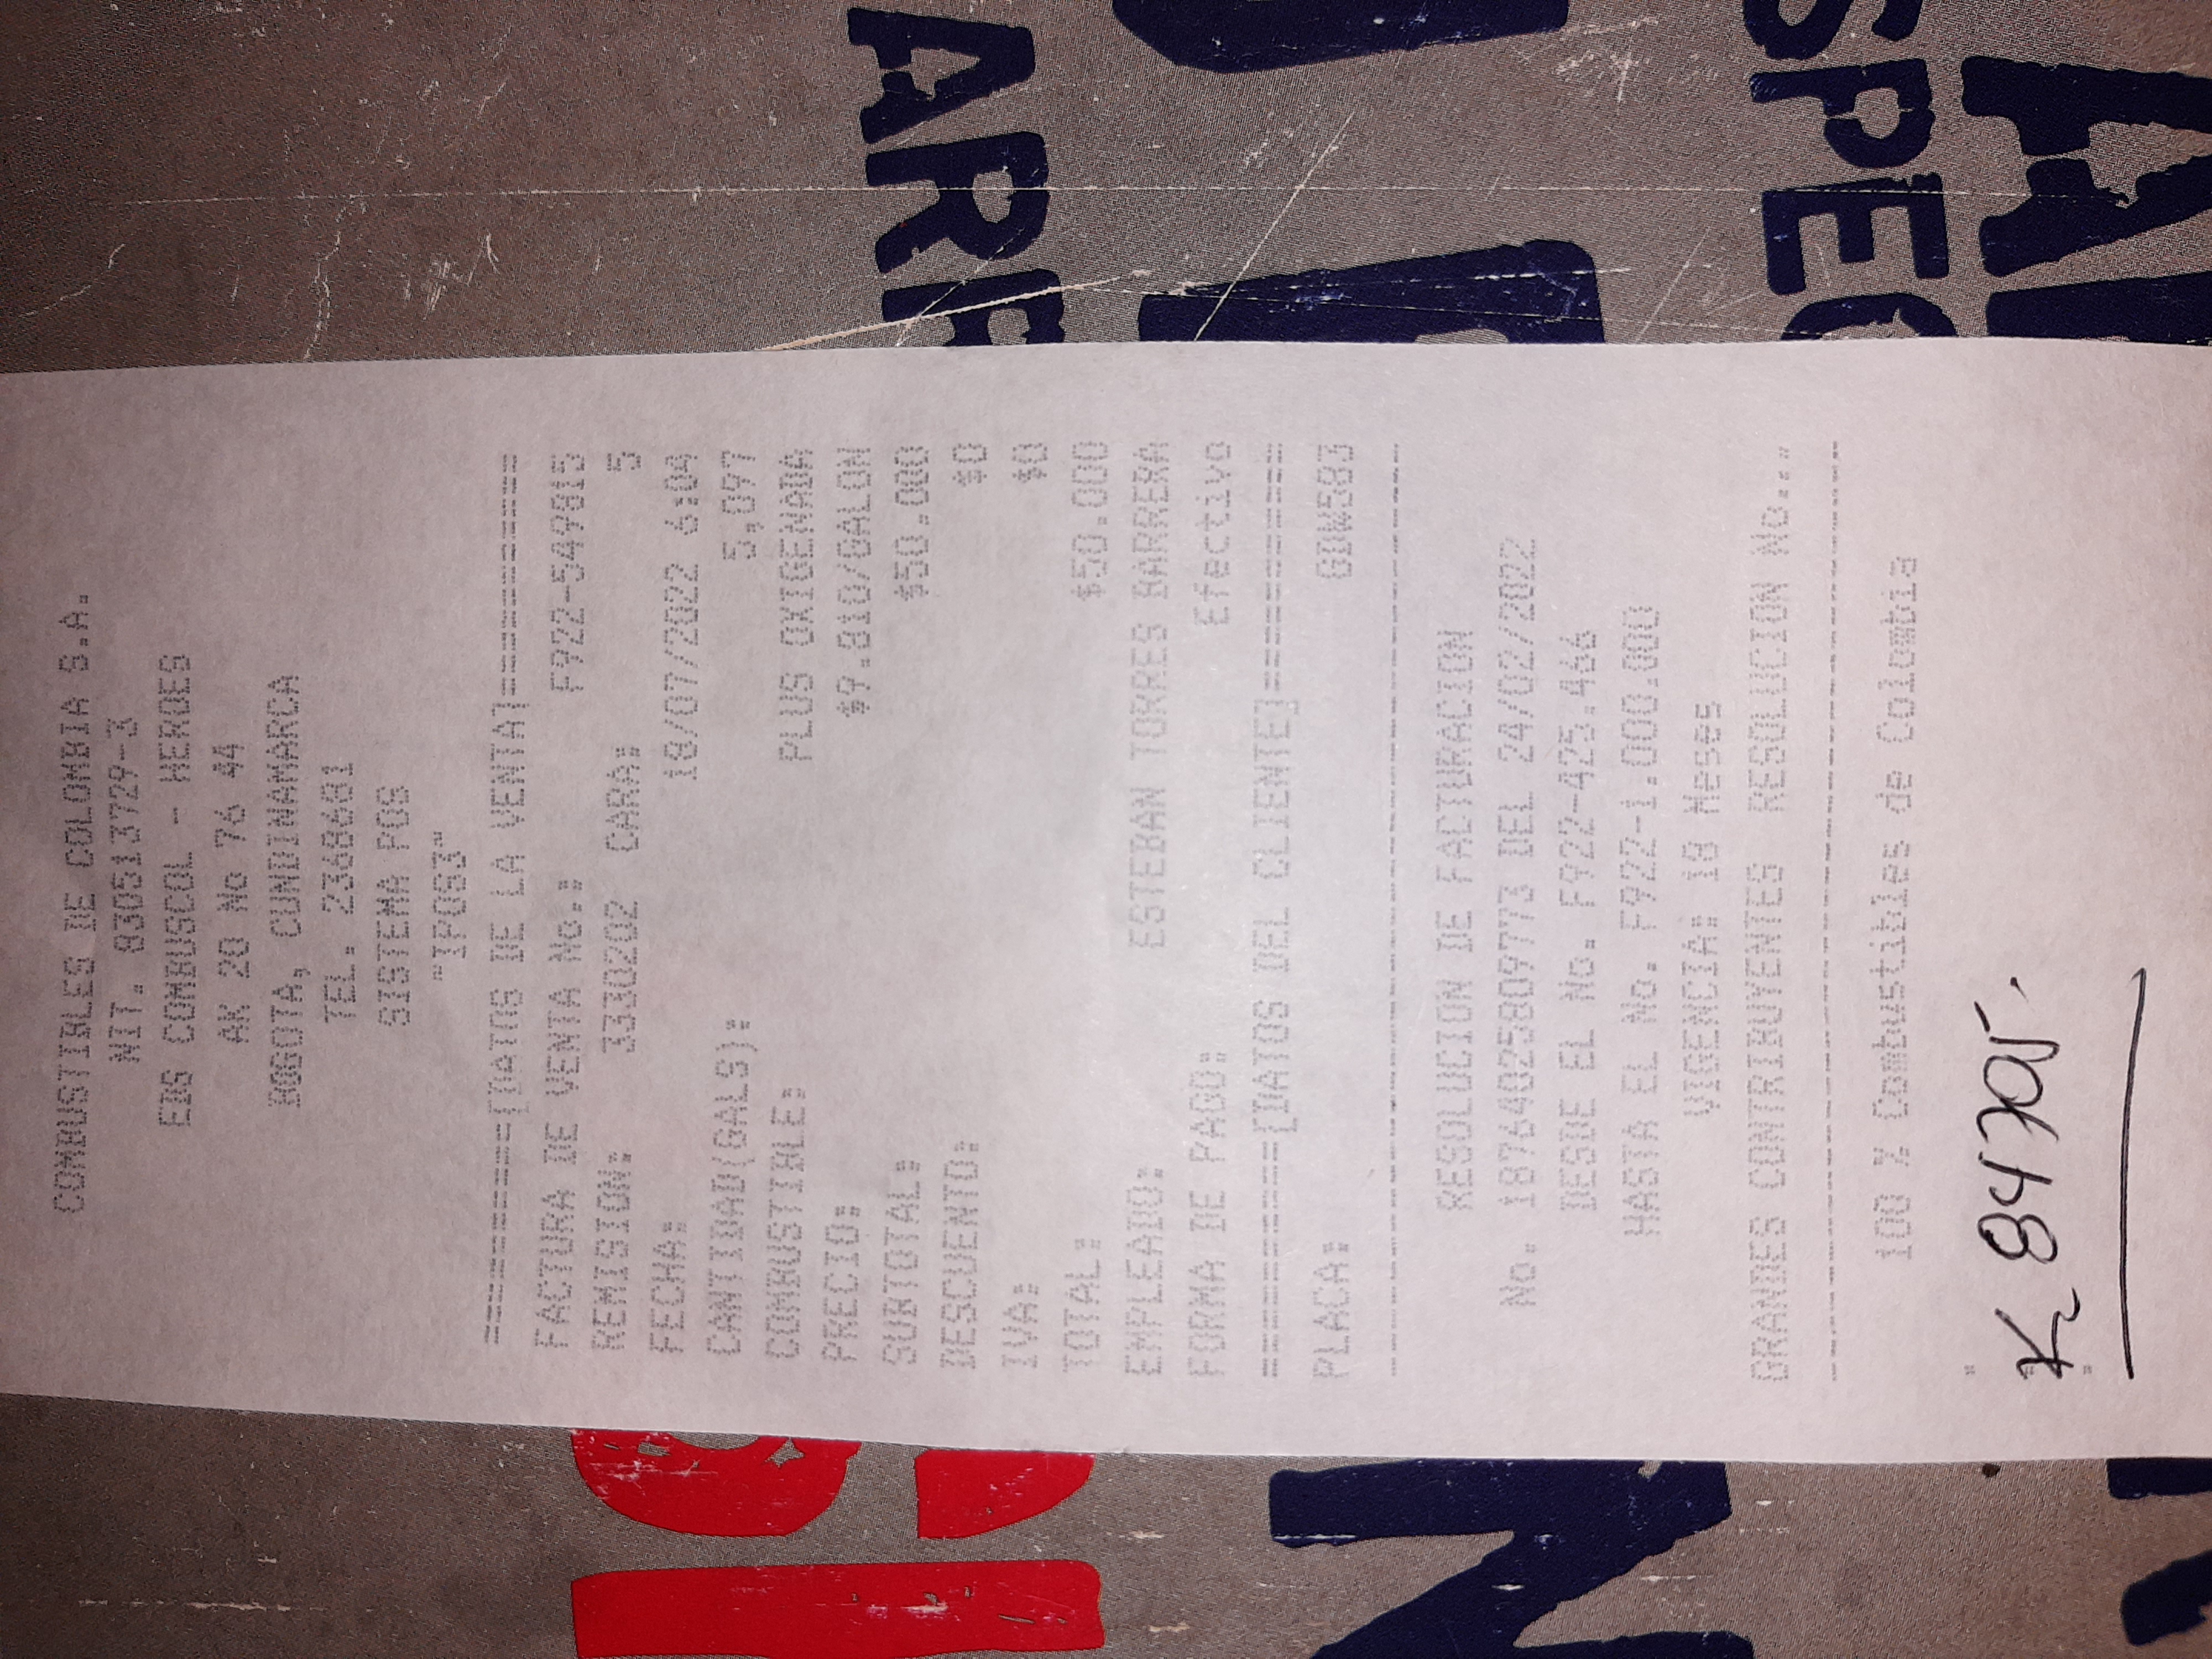 COMBUSTIBLES DE COLOMBIA S.A.
NIT. 830513729-3
EDS COMBUSCOL - HEROES
AK 20 No 76 44
BOGOTA, CUNDINAMARCA
TEL. 2368681
SISTEMA POS
"IPOS3"
=======[DATOS DE LA VENTA]===========
FACTURA DE VENTA No.: F922-549815
REMISION: 3330202 CARA: 5
FECHA: 18/07/2022 6:04
CANTIDAD(GALS): 5,097
COMBUSTIBLE: PLUS OXIGENADA
PRECIO: $9.810/GALON
SUBTOTAL: $50.000
DESCUENTO: $0
IVA: $0
TOTAL: $50.000
EMPLEADO: ESTEBAN TORRES BARRERA
FORMA DE PAGO: Efectivo
=======[DATOS DEL CLIENTE]===========
PLACA: GDW583
RESOLUCION DE FACTURACION
No. 18764025809773 DEL 24/02/2022
DESDE EL No. F922-425.466
HASTA EL No. F922-1.000.000
VIGENCIA: 18 Meses
GRANDES CONTRIBUYENTES RESOLUCION No...
100 % Combustibles de Colombia
ARE
SPEC